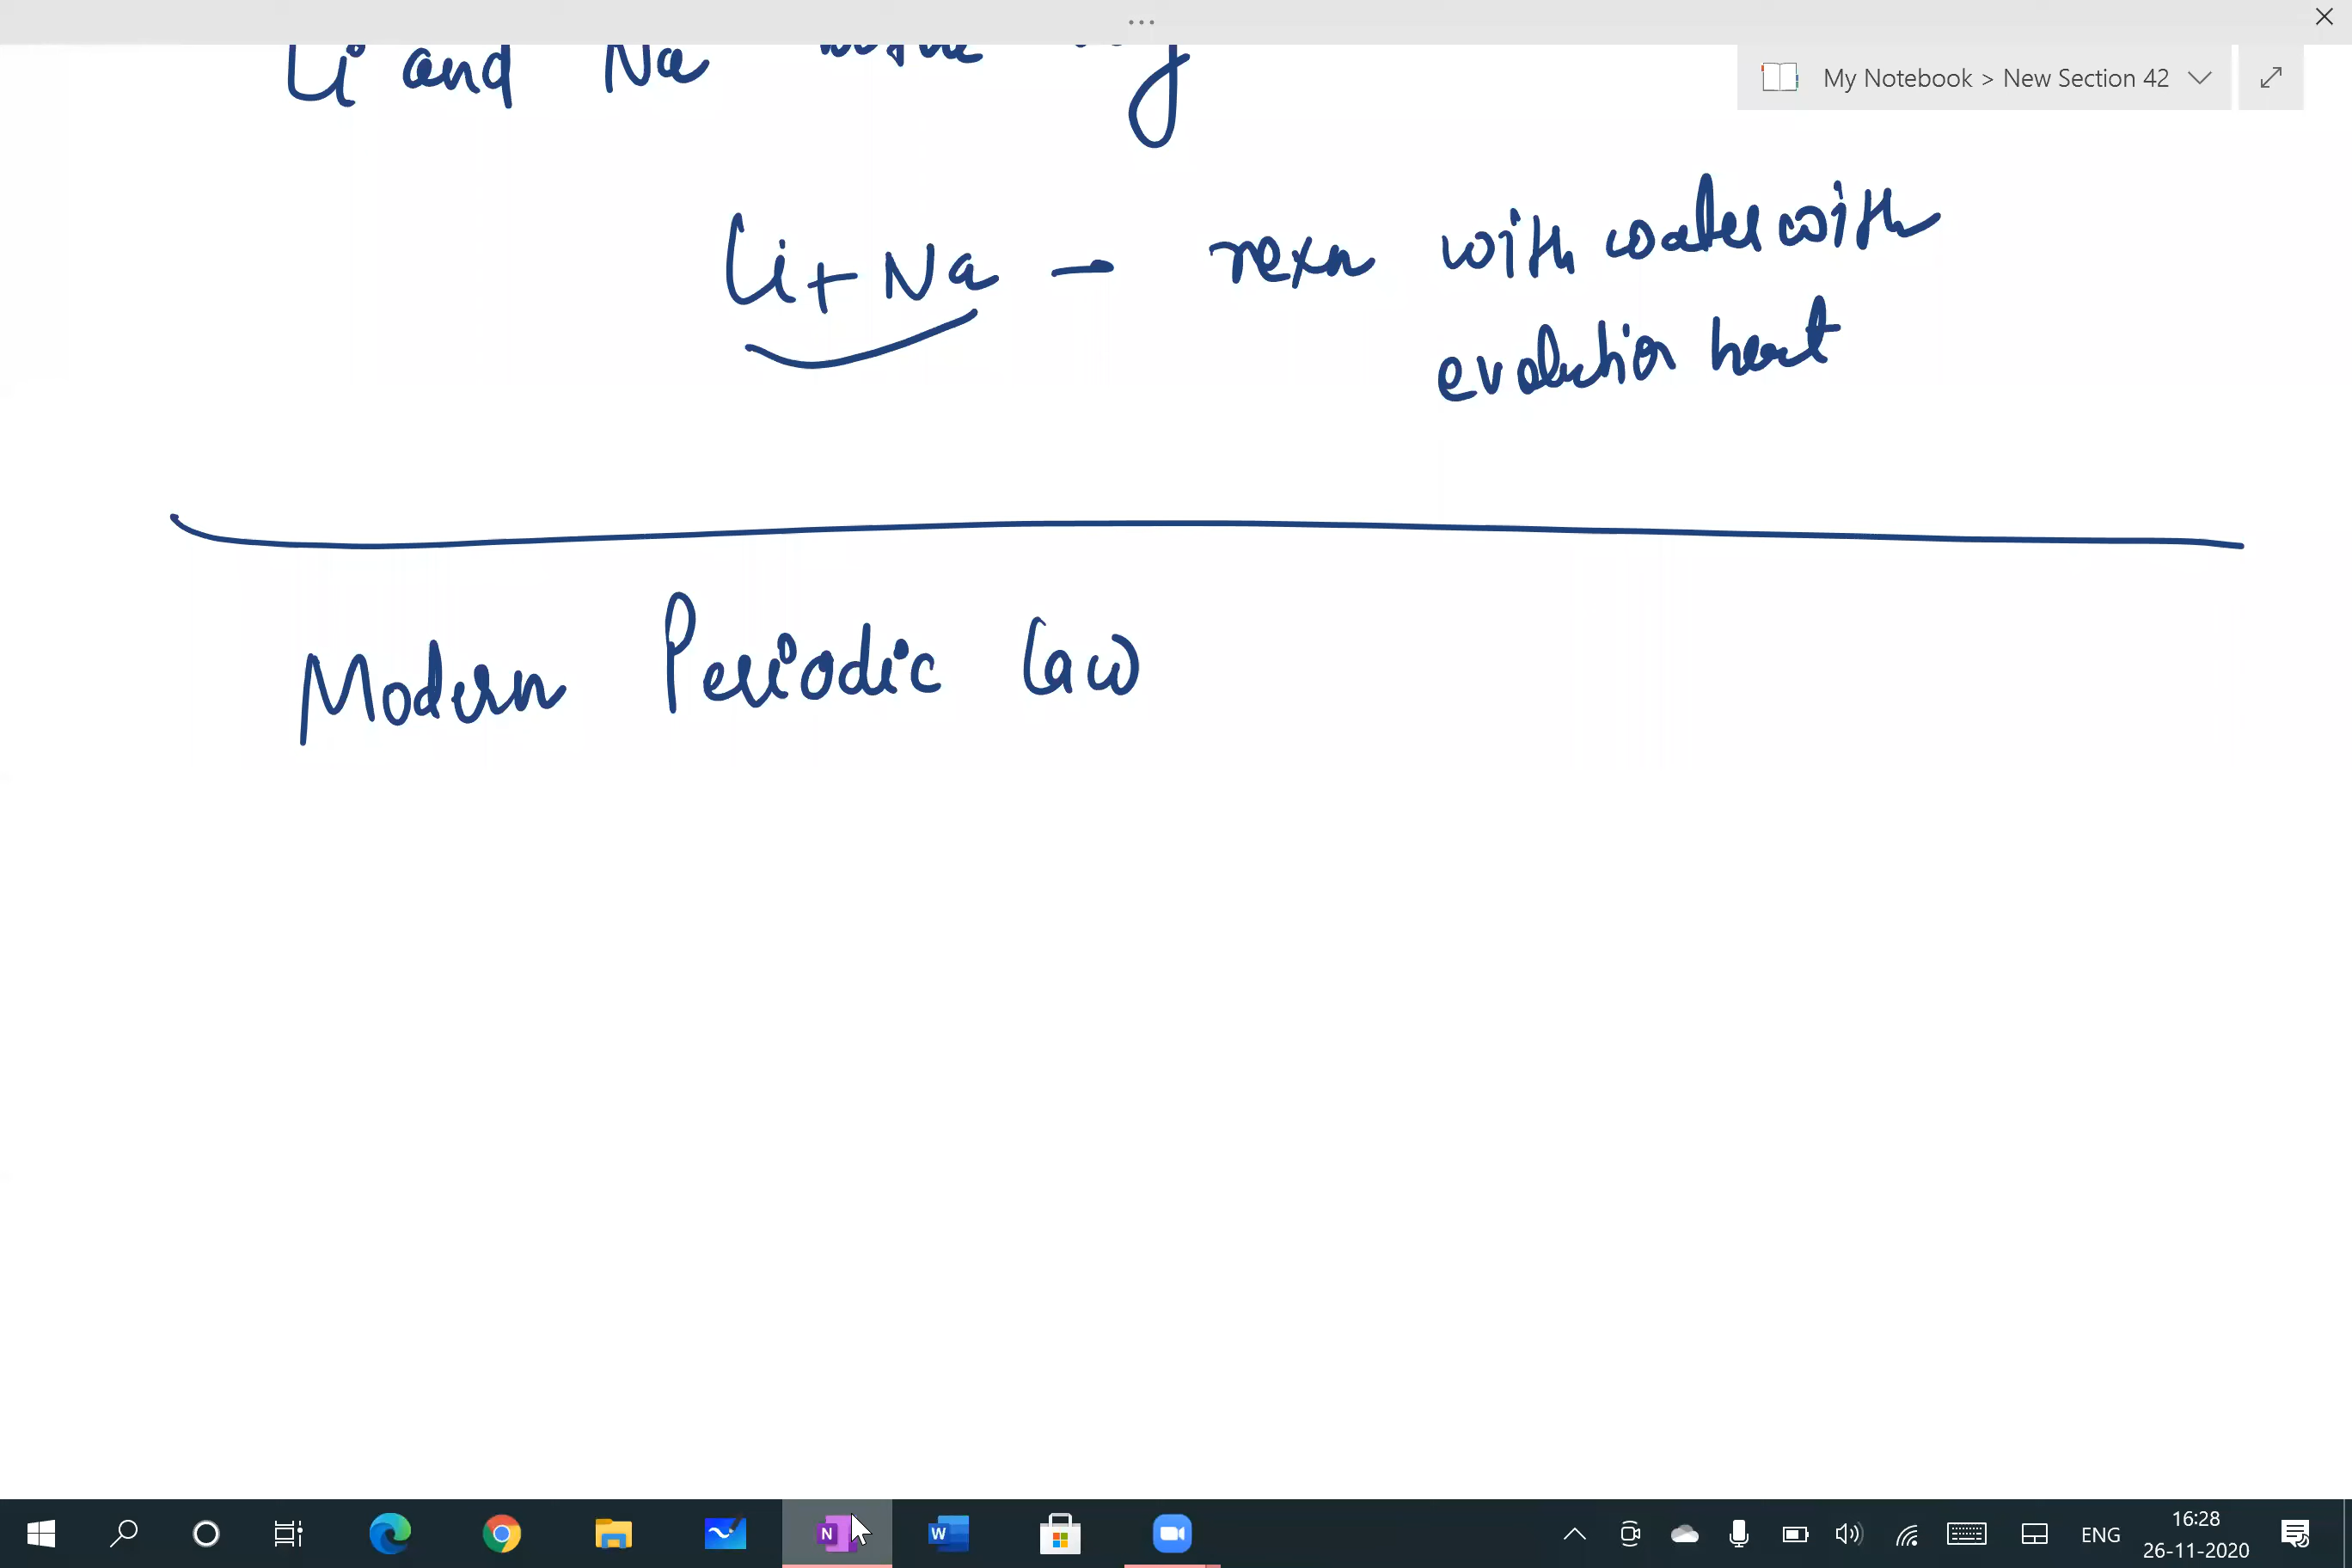 Li and Na
My Notebook > New Section 42
Li + Na - rexn with water with
evolution heat
Modern Periodic law
N
W
ENG
16:28
26-11-2020